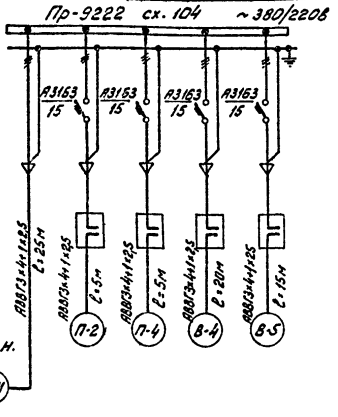 Пр-9222 сх. 104 ~380/220В
А3163
15
А3163
15
А3163
15
А3163
15
АВВГ3×4+1×2,5
ℓ=25м
АВВГ3×4+1×2,5
ℓ=5м
АВВГ3×4+1×2,5
ℓ=5м
АВВГ3×4+1×2,5
ℓ=20м
АВВГ3×4+1×25
ℓ=15м
П-2
П-4
В-4
В-5
н.